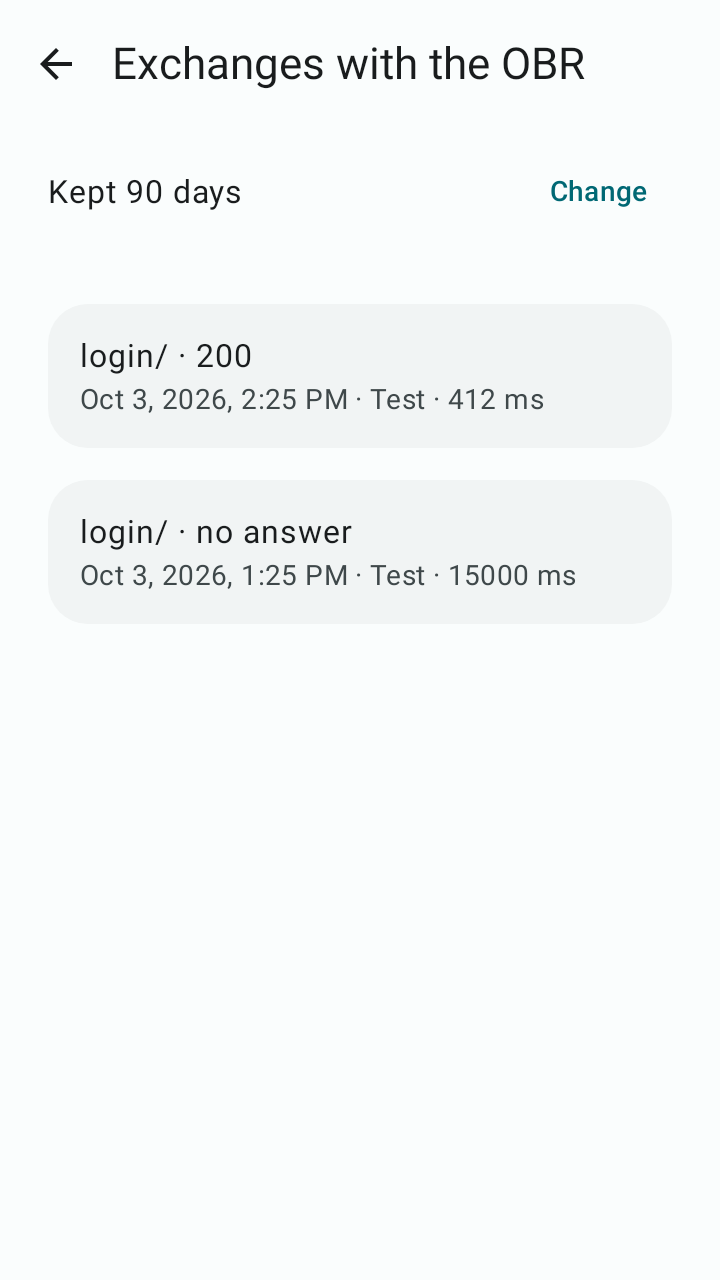 Exchanges with the OBR
Kept 90 days
Change
login/ · 200
Oct 3, 2026, 2:25 PM · Test · 412 ms
login/ · no answer
Oct 3, 2026, 1:25 PM · Test · 15000 ms